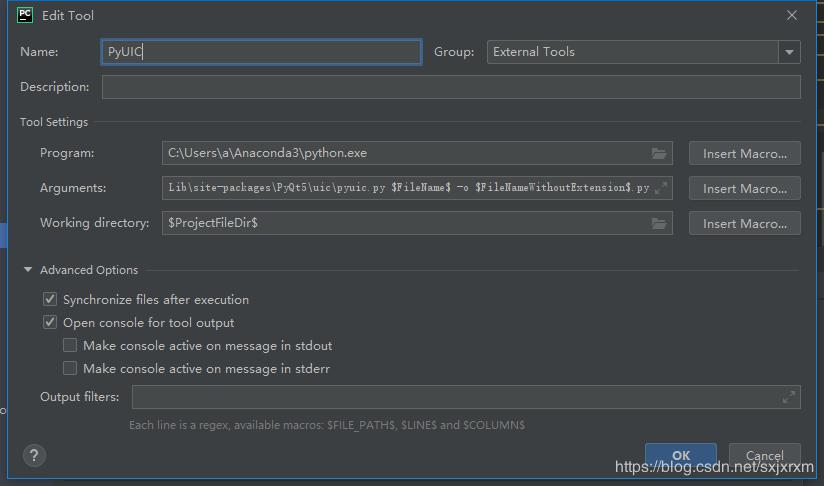 PC Edit Tool
Name: PyUIC Group: External Tools
Description:
Tool Settings
Program: C:\Users\a\Anaconda3\python.exe Insert Macro...
Arguments: Lib\site-packages\PyQt5\uic\pyuic.py $FileName$ -o $FileNameWithoutExtension$.py Insert Macro...
Working directory: $ProjectFileDir$ Insert Macro...
Advanced Options
Synchronize files after execution
Open console for tool output
Make console active on message in stdout
Make console active on message in stderr
Output filters:
Each line is a regex, available macros: $FILE_PATH$, $LINE$ and $COLUMN$
? OK Cancel
https://blog.csdn.net/sxjxrxm